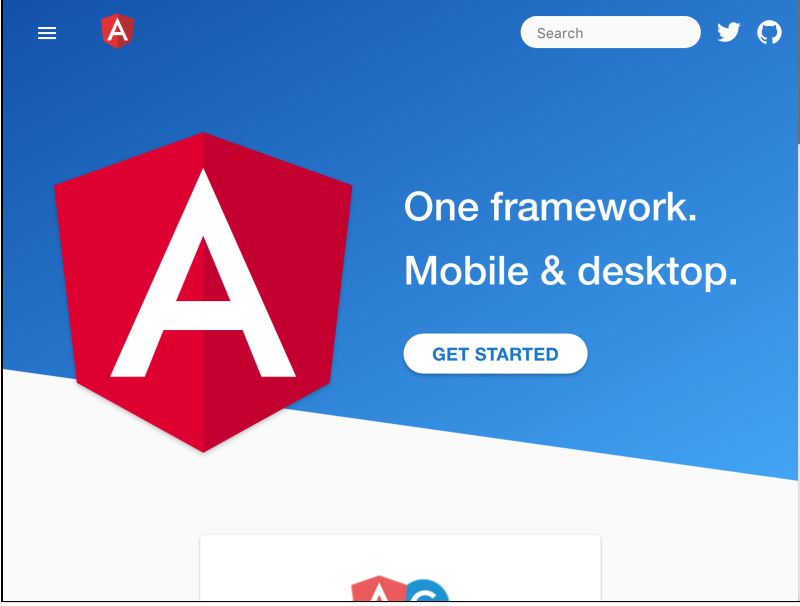 A
Search
A
One framework.
Mobile & desktop.
GET STARTED
A